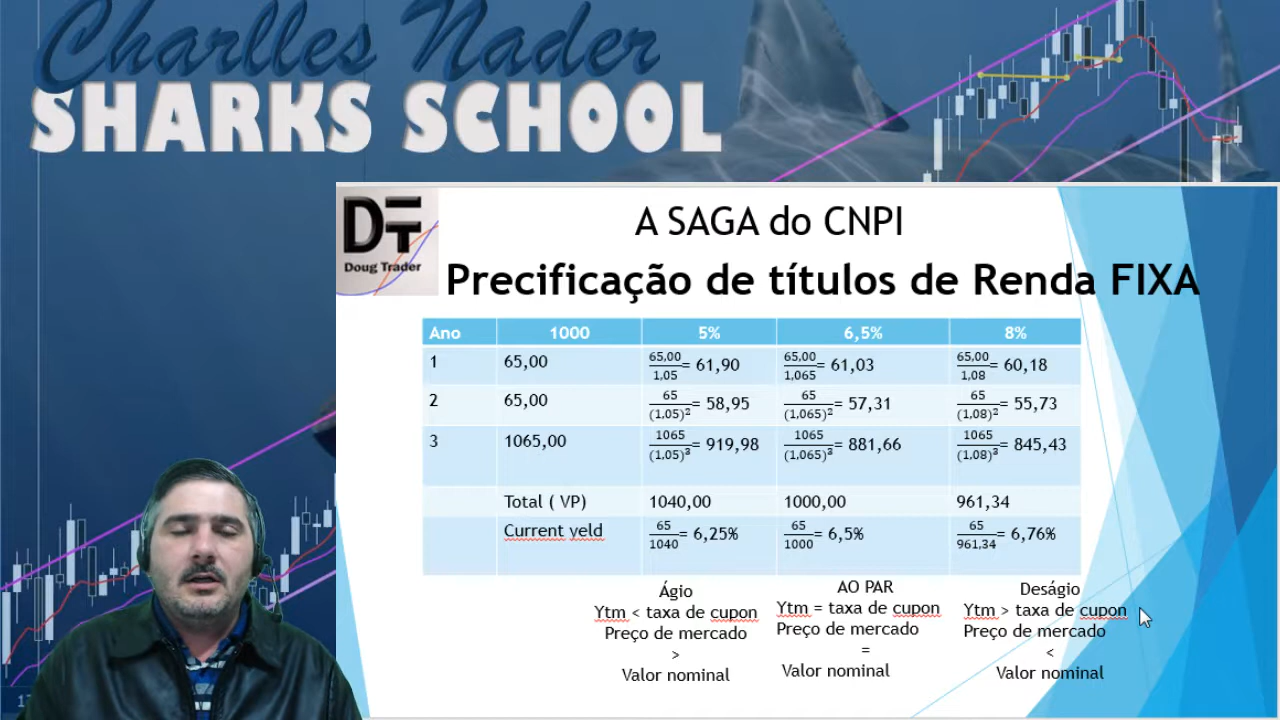 Charlles Nader
SHARKS SCHOOL
DT
Doug Trader
A SAGA do CNPI
Precificação de títulos de Renda FIXA
Ano 1000 5% 6,5% 8%
1 65,00 65,00/1,05 = 61,90 65,00/1,065 = 61,03 65,00/1,08 = 60,18
2 65,00 65/(1,05)² = 58,95 65/(1,065)² = 57,31 65/(1,08)² = 55,73
3 1065,00 1065/(1,05)³ = 919,98 1065/(1,065)³ = 881,66 1065/(1,08)³ = 845,43
Total ( VP) 1040,00 1000,00 961,34
Current yeld 65/1040 = 6,25% 65/1000 = 6,5% 65/961,34 = 6,76%
Ágio
Ytm < taxa de cupon
Preço de mercado
>
Valor nominal
AO PAR
Ytm = taxa de cupon
Preço de mercado
=
Valor nominal
Deságio
Ytm > taxa de cupon
Preço de mercado
<
Valor nominal